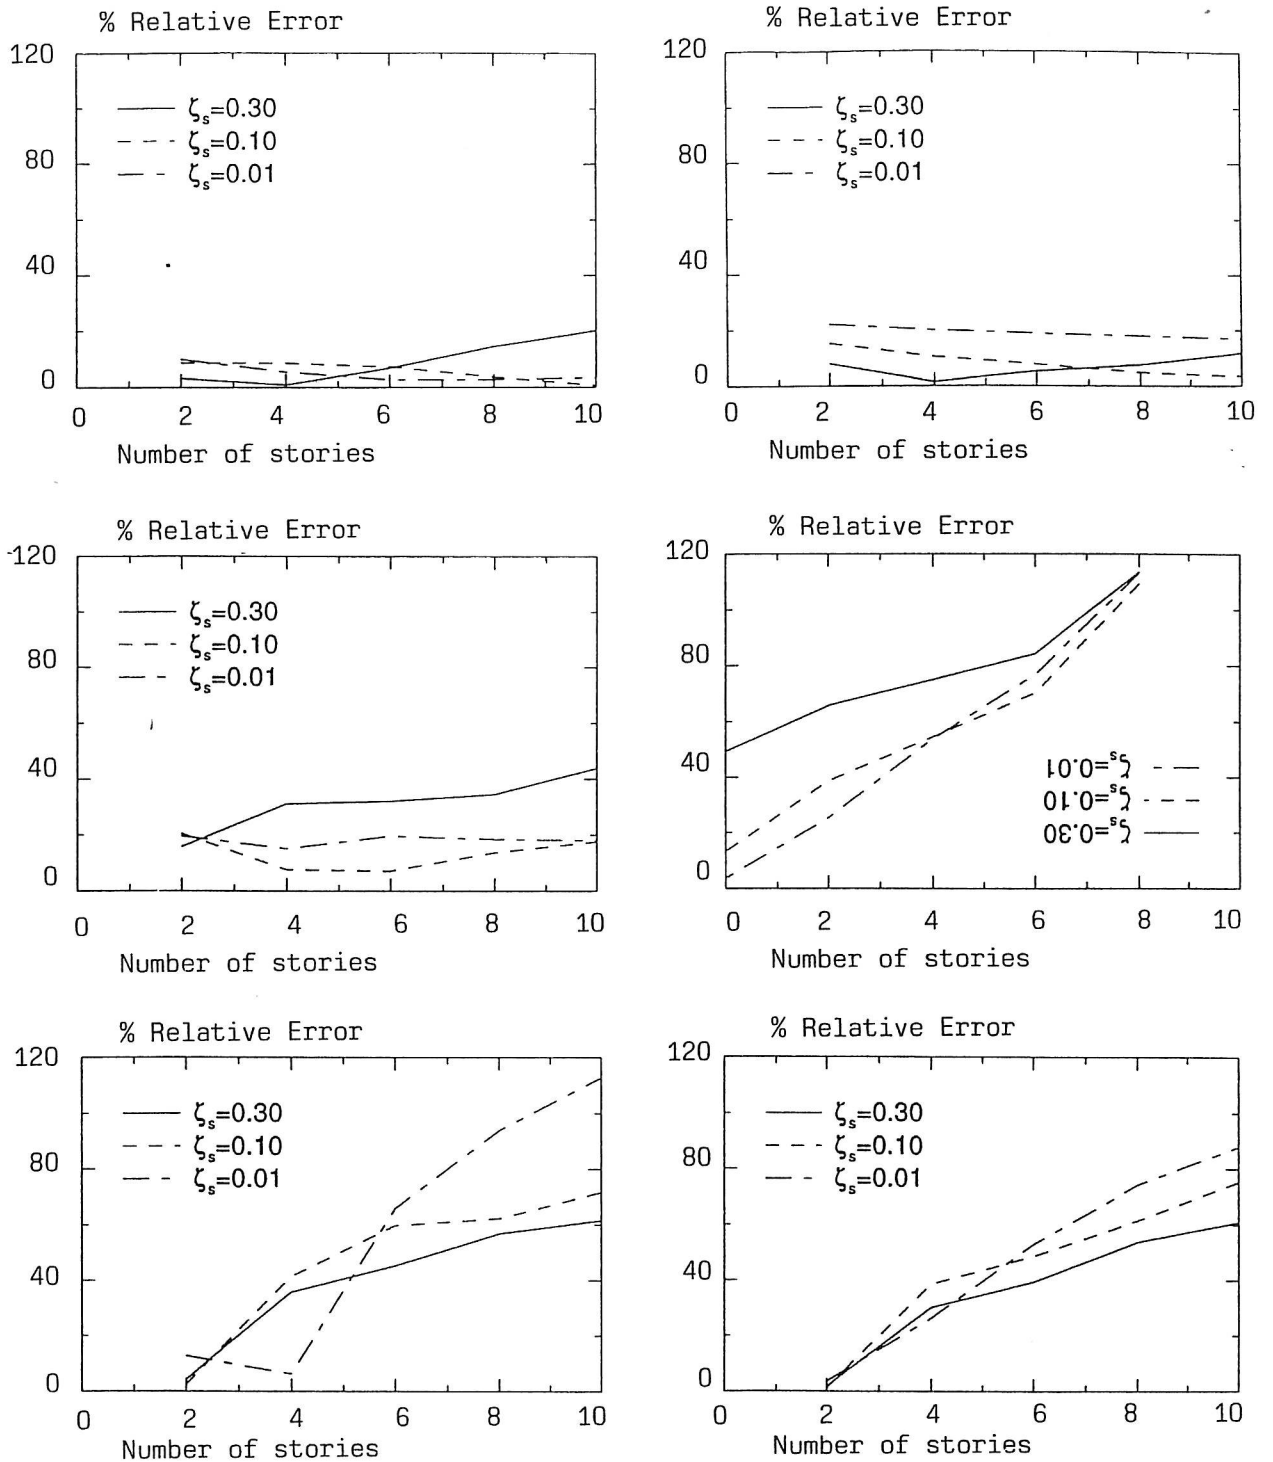 % Relative Error
120
80
40
0
ζs=0.30
ζs=0.10
ζs=0.01
0 2 4 6 8 10
Number of stories
% Relative Error
120
80
40
0
ζs=0.30
ζs=0.10
ζs=0.01
0 2 4 6 8 10
Number of stories
% Relative Error
120
80
40
0
ζs=0.30
ζs=0.10
ζs=0.01
0 2 4 6 8 10
Number of stories
% Relative Error
120
80
40
0
ζs=0.01
ζs=0.10
ζs=0.30
0 2 4 6 8 10
Number of stories
% Relative Error
120
80
40
0
ζs=0.30
ζs=0.10
ζs=0.01
0 2 4 6 8 10
Number of stories
% Relative Error
120
80
40
0
ζs=0.30
ζs=0.10
ζs=0.01
0 2 4 6 8 10
Number of stories